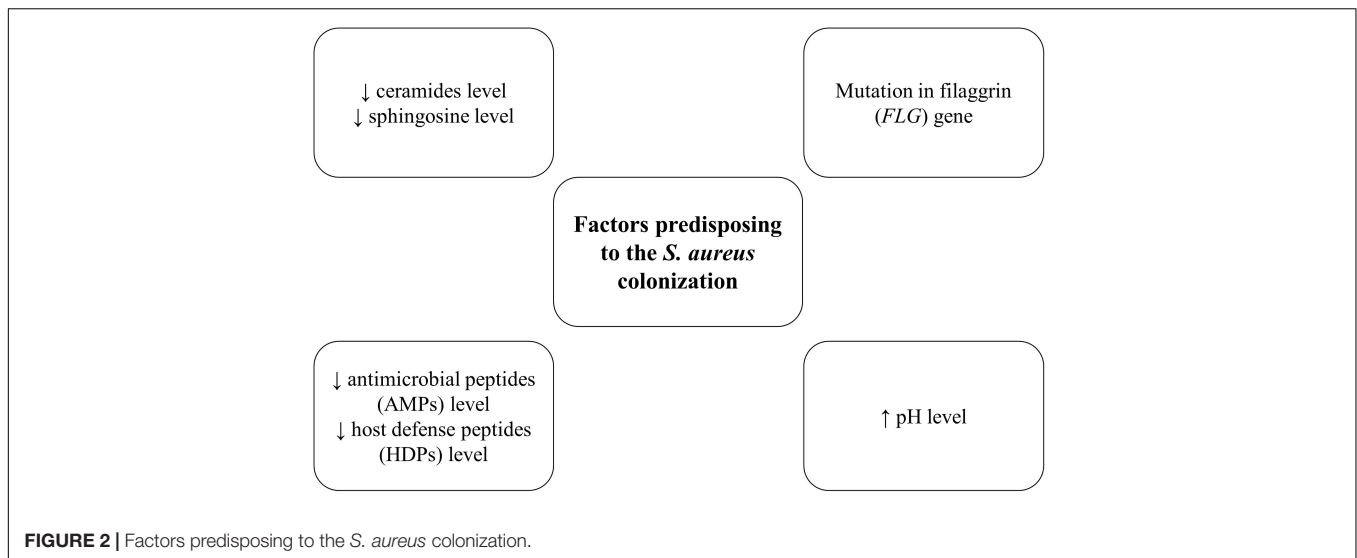 ↓ ceramides level
↓ sphingosine level
Mutation in filaggrin
(FLG) gene
Factors predisposing
to the S. aureus
colonization
↓ antimicrobial peptides
(AMPs) level
↓ host defense peptides
(HDPs) level
↑ pH level
FIGURE 2 | Factors predisposing to the S. aureus colonization.